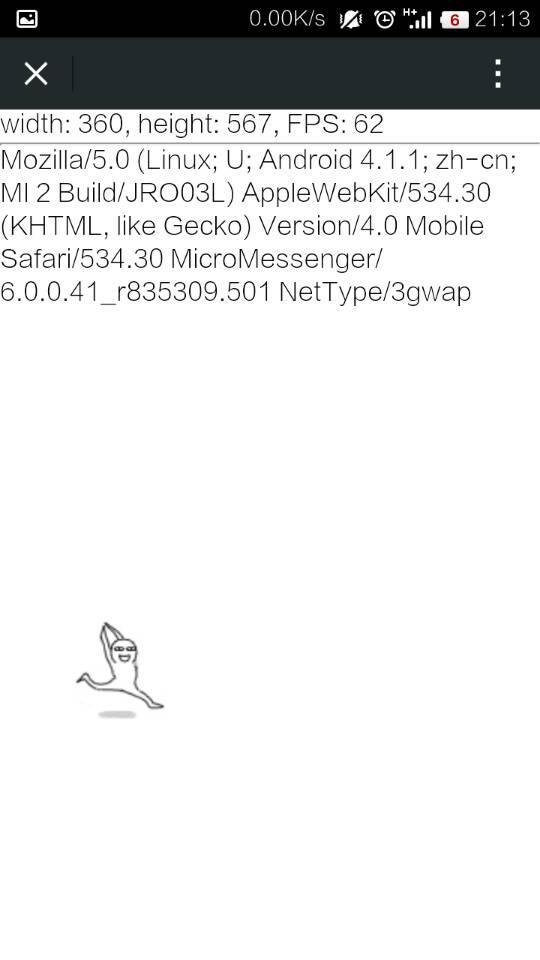 0.00K/s H+ 6 21:13
width: 360, height: 567, FPS: 62
Mozilla/5.0 (Linux; U; Android 4.1.1; zh-cn;
MI 2 Build/JRO03L) AppleWebKit/534.30
(KHTML, like Gecko) Version/4.0 Mobile
Safari/534.30 MicroMessenger/
6.0.0.41_r835309.501 NetType/3gwap